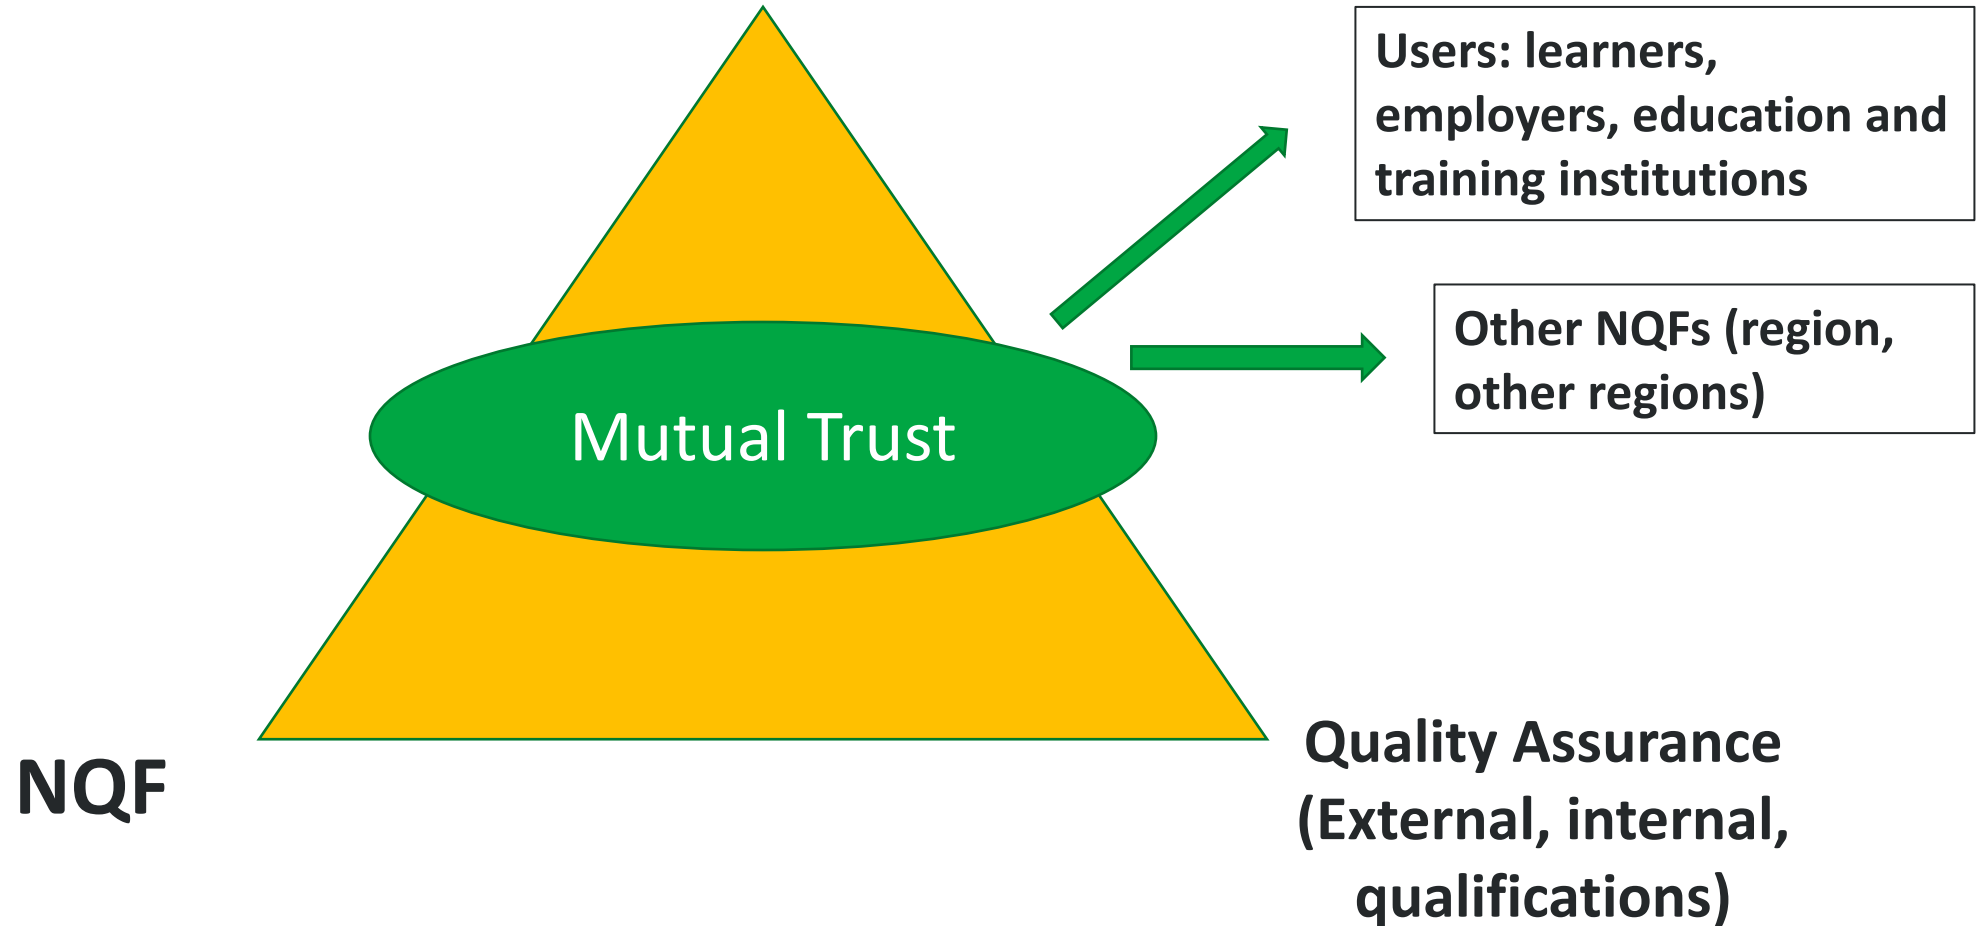 Users: learners,
employers, education and
training institutions
Other NQFs (region,
other regions)
Mutual Trust
NQF
Quality Assurance
(External, internal,
qualifications)